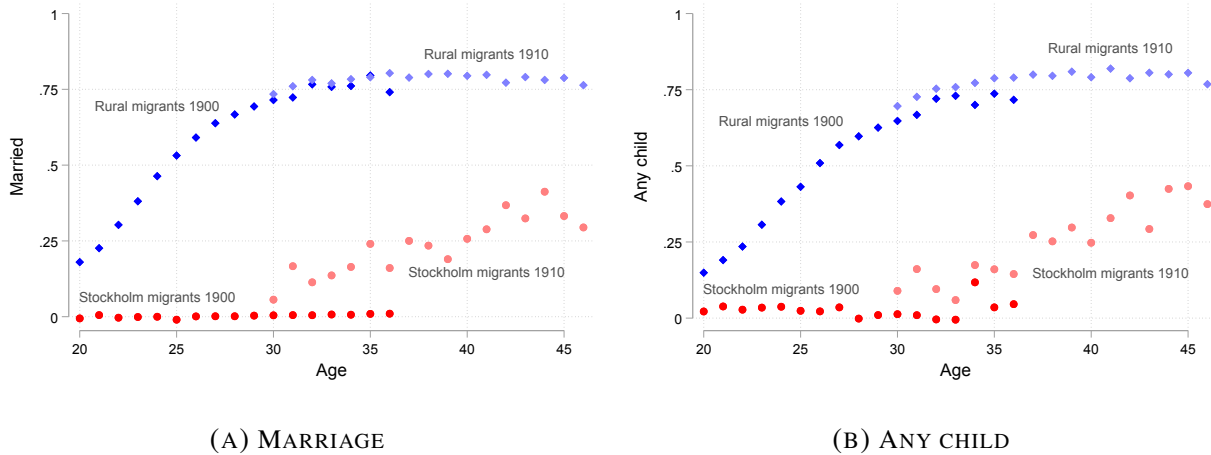 1
Rural migrants 1910
.75
Rural migrants 1900
.5
Married
.25
Stockholm migrants 1910
Stockholm migrants 1900
0
20 25 30 35 40 45
Age
(A) MARRIAGE
1
Rural migrants 1910
.75
Rural migrants 1900
.5
Any child
.25
Stockholm migrants 1910
Stockholm migrants 1900
0
20 25 30 35 40 45
Age
(B) ANY CHILD